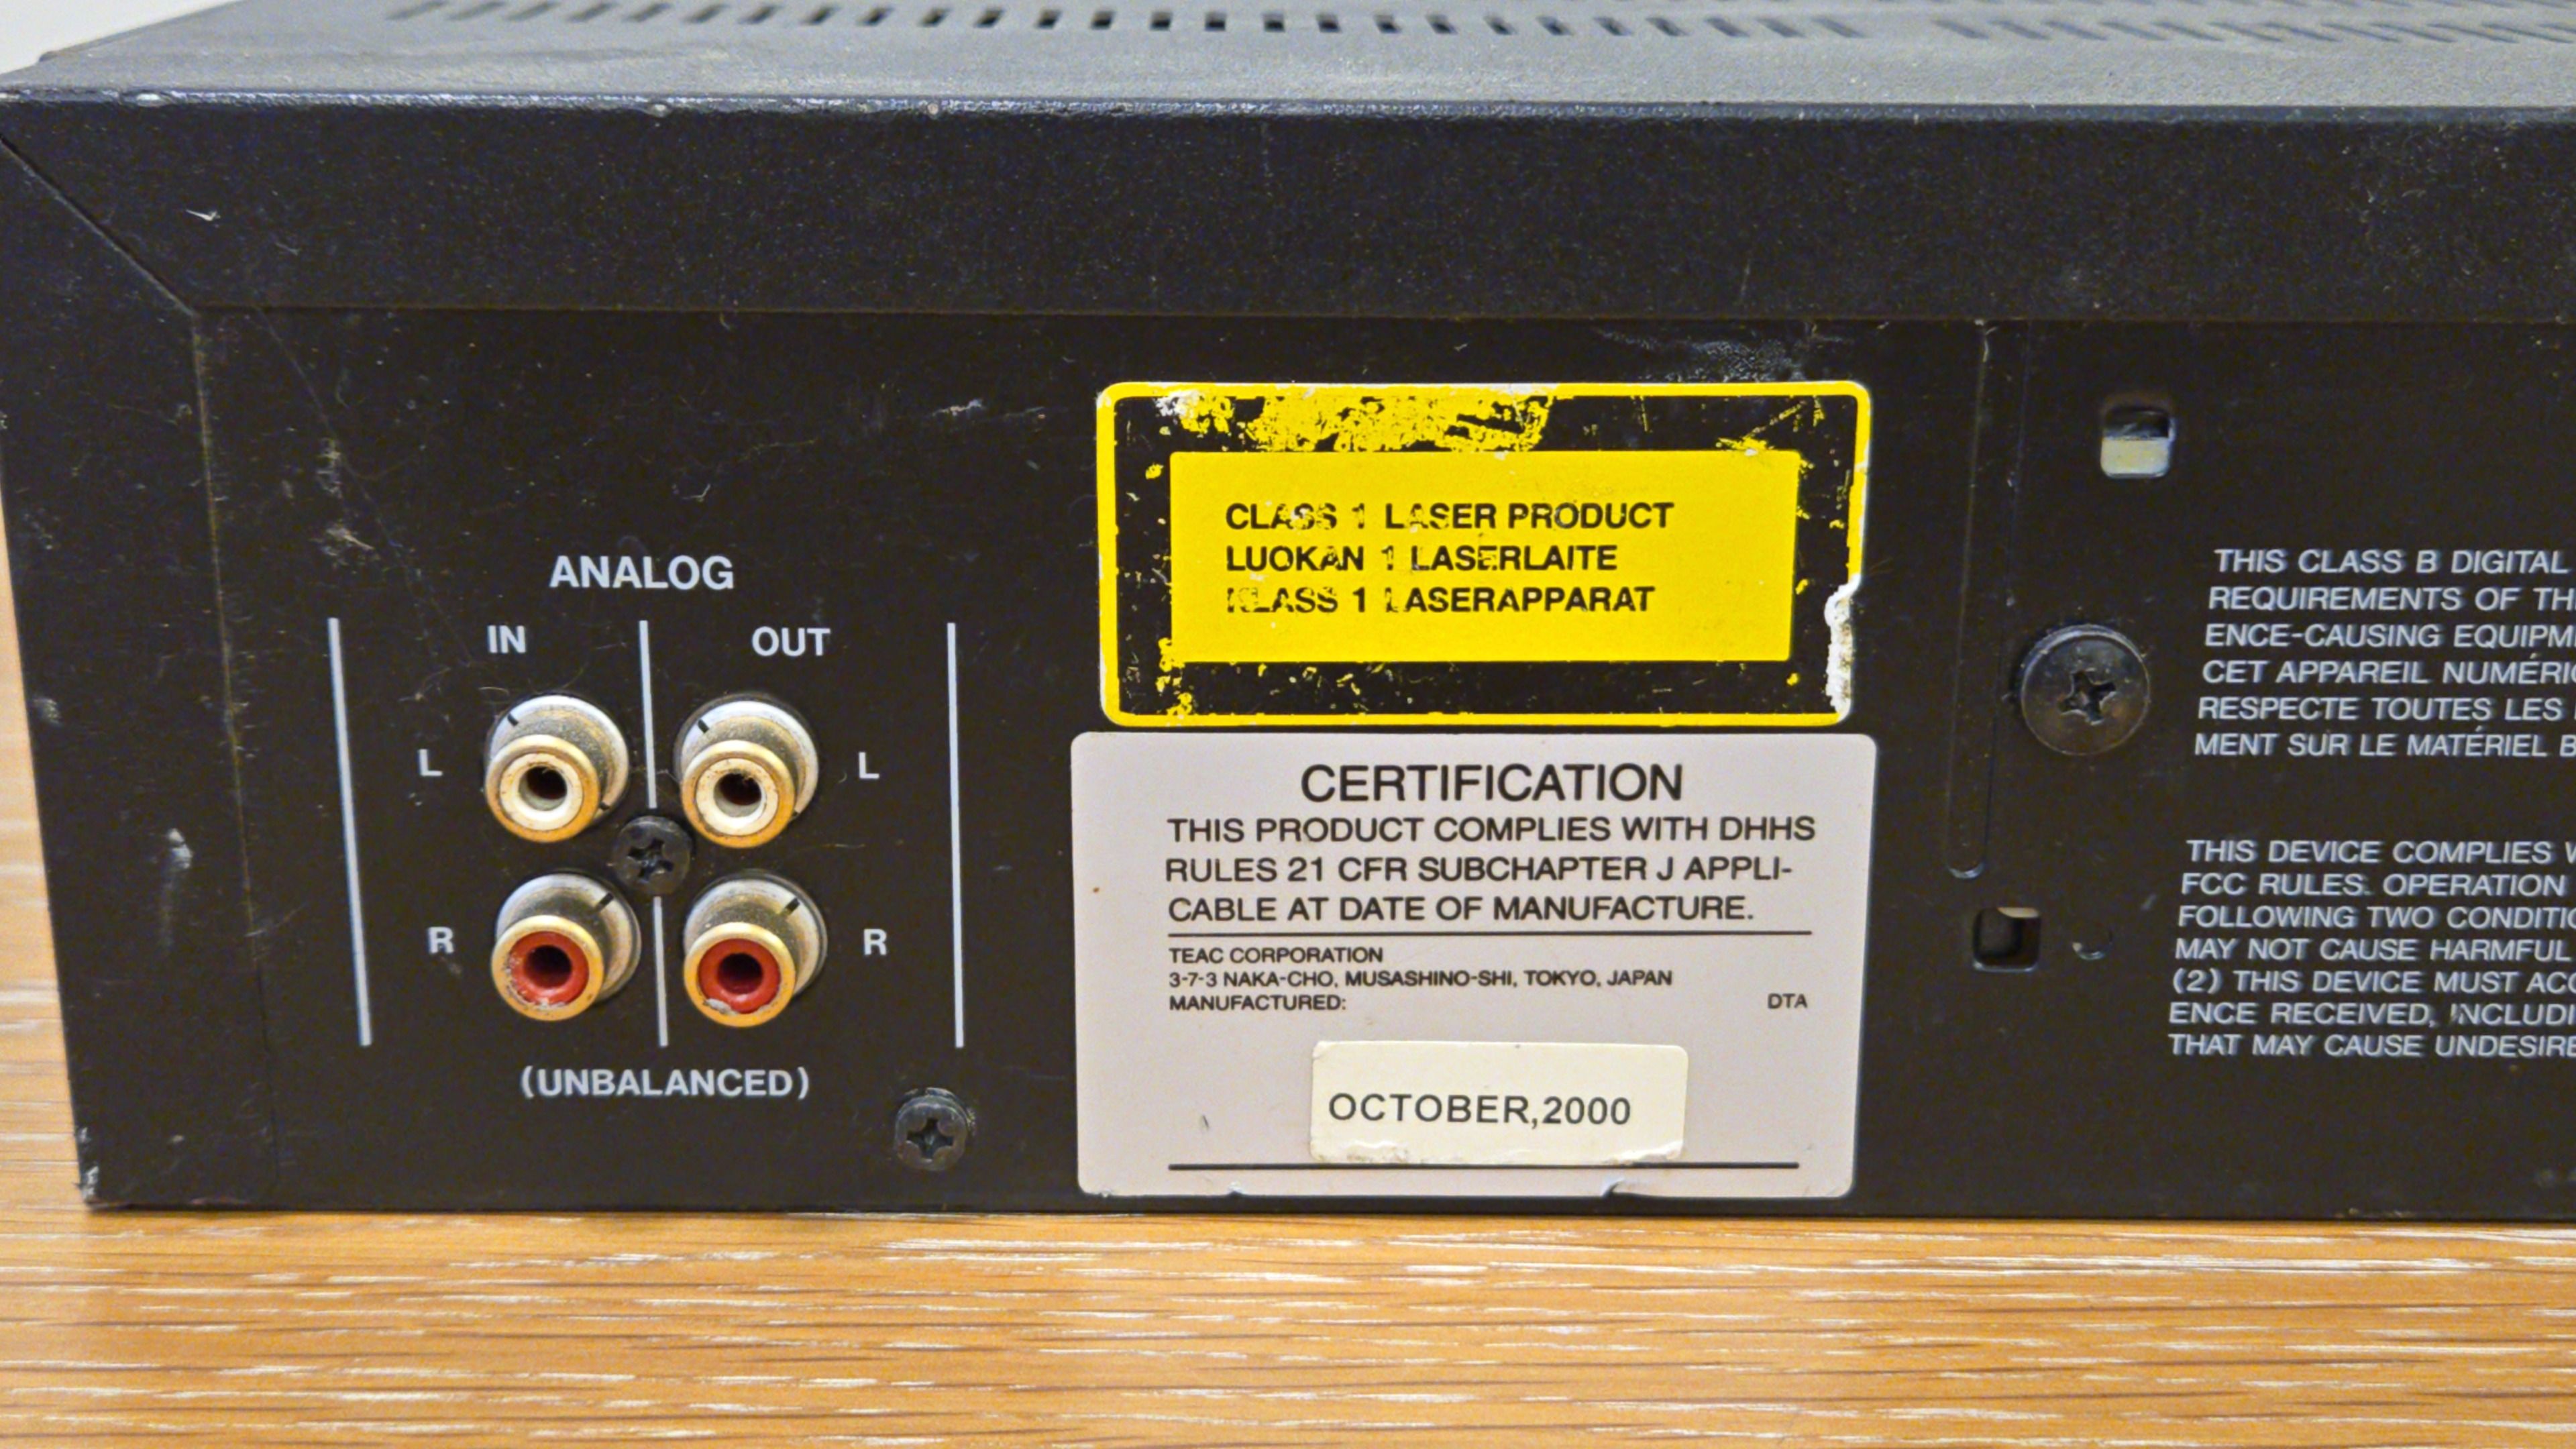 ANALOG
IN OUT
L L
R R
(UNBALANCED)
CLASS 1 LASER PRODUCT
LUOKAN 1 LASERLAITE
KLASS 1 LASERAPPARAT
CERTIFICATION
THIS PRODUCT COMPLIES WITH DHHS
RULES 21 CFR SUBCHAPTER J APPLI-
CABLE AT DATE OF MANUFACTURE.
TEAC CORPORATION
3-7-3 NAKA-CHO, MUSASHINO-SHI, TOKYO, JAPAN
MANUFACTURED: DTA
OCTOBER,2000
THIS CLASS B DIGITAL
REQUIREMENTS OF
ENCE-CAUSING
CET APPAREIL
RESPECTE TOUTES LES
MENT SUR LE MATÉRIEL
THIS DEVICE COMPLIES
FCC RULES. OPERATION
FOLLOWING TWO
MAY NOT CAUSE HARMFUL
(2) THIS DEVICE MUST
ENCE RECEIVED,
THAT MAY CAUSE